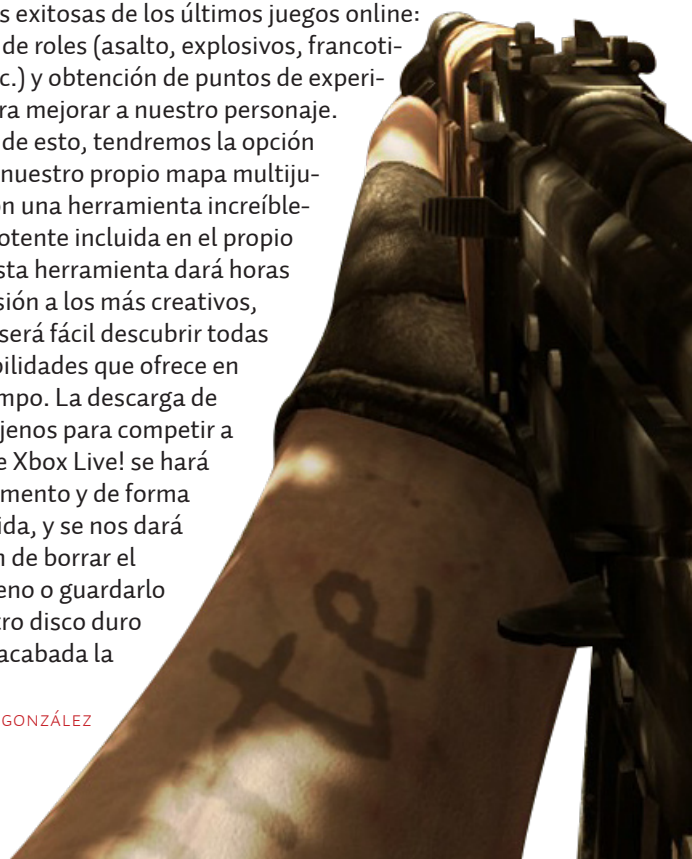 s exitosas de los últimos juegos online:
de roles (asalto, explosivos, francoti-
c.) y obtención de puntos de experi-
ra mejorar a nuestro personaje.
de esto, tendremos la opción
nuestro propio mapa multiju-
on una herramienta increíble-
otente incluida en el propio
sta herramienta dará horas
sión a los más creativos,
será fácil descubrir todas
bilidades que ofrece en
mpo. La descarga de
jenos para competir a
e Xbox Live! se hará
mento y de forma
ida, y se nos dará
n de borrar el
eno o guardarlo
tro disco duro
acabada la
GONZÁLEZ
te